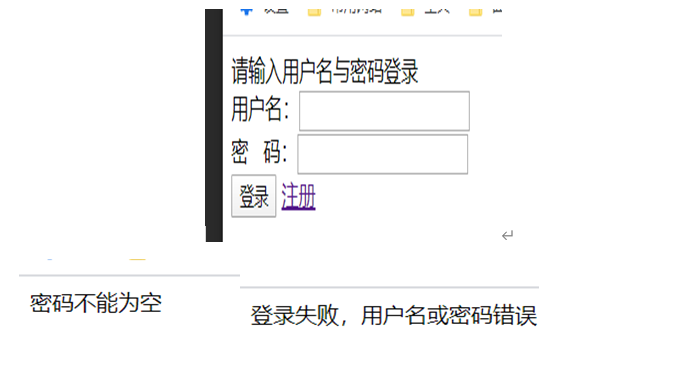 请输入用户名与密码登录
用户名：
密 码：
登录 注册
密码不能为空
登录失败，用户名或密码错误